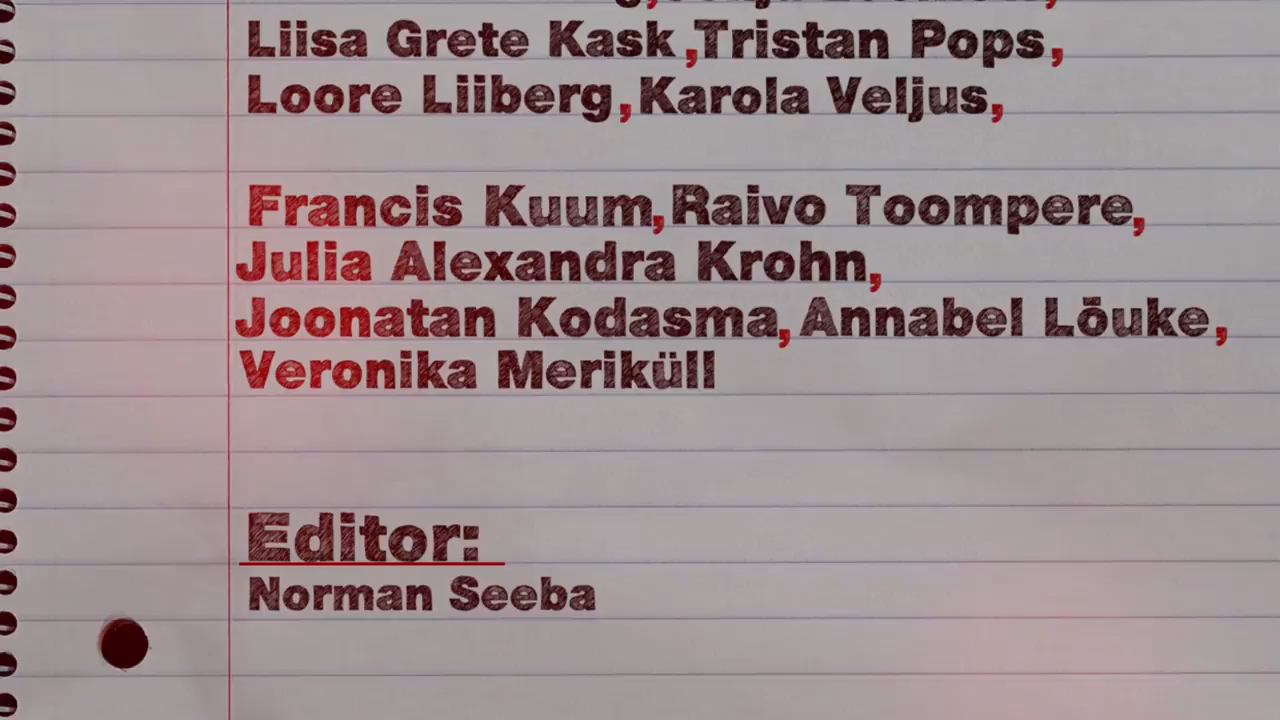 Liisa Grete Kask ,Tristan Pops,
Loore Liiberg ,Karola Veljus,
Francis Kuum,Raivo Toompere,
Julia Alexandra Krohn,
Joonatan Kodasma,Annabel Lõuke,
Veronika Meriküll
Editor:
Norman Seeba